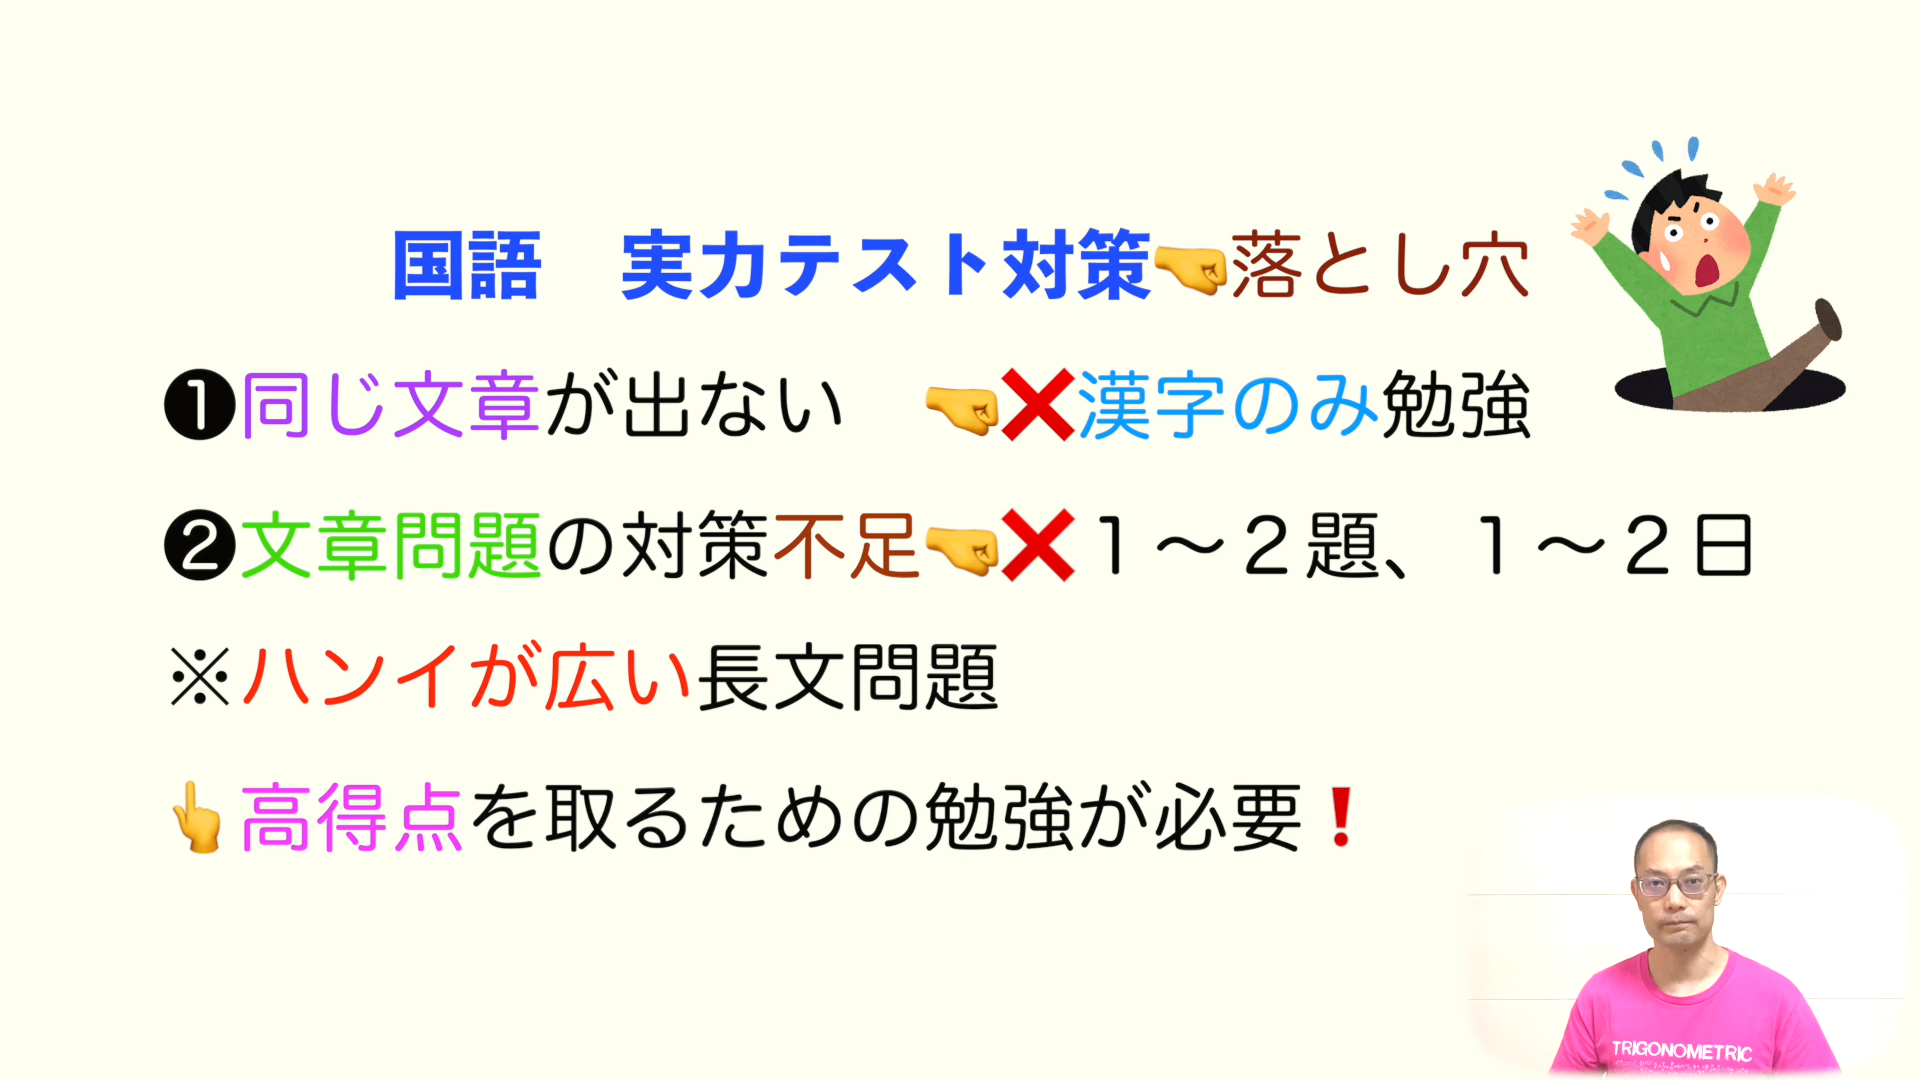 国語　実力テスト対策🤜落とし穴
❶同じ文章が出ない　🤜❌漢字のみ勉強
❷文章問題の対策不足🤜❌１～２題、１～２日
※ハンイが広い長文問題
👆高得点を取るための勉強が必要❗
TRIGONOMETRIC